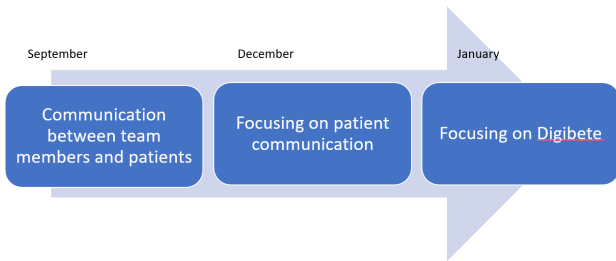 September
December
January
Communication
between team
members and patients
Focusing on patient
communication
Focusing on Digibete